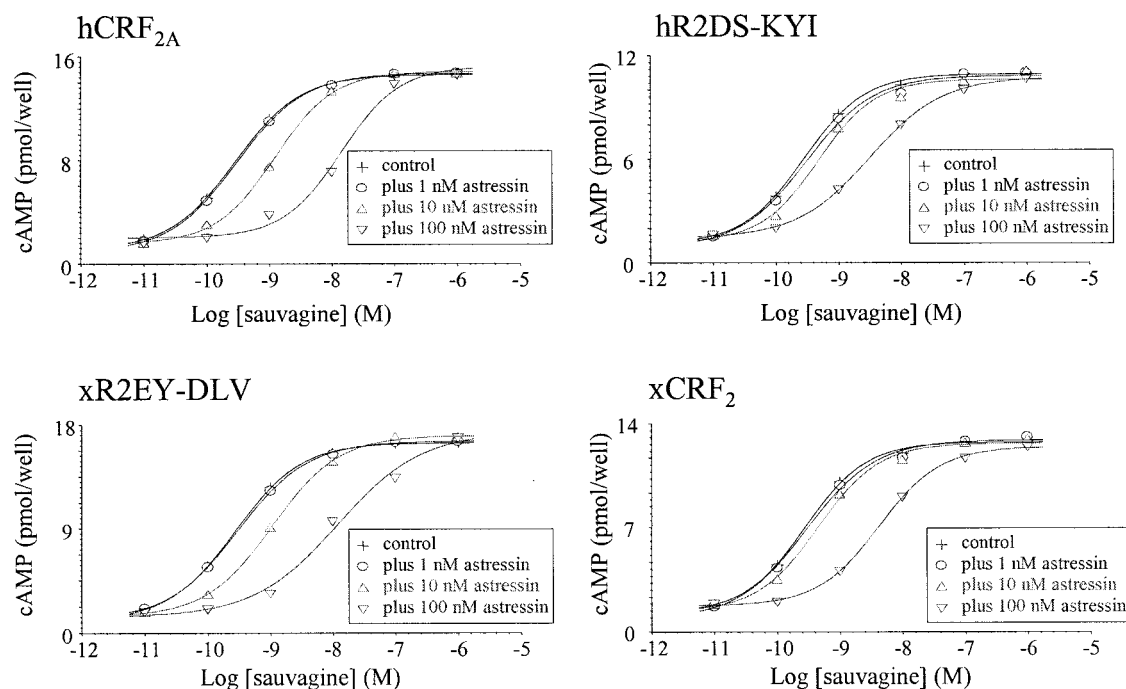 hCRF2A
cAMP (pmol/well)
16
8
0
-12 -11 -10 -9 -8 -7 -6 -5
Log [sauvagine] (M)
control
plus 1 nM astressin
plus 10 nM astressin
plus 100 nM astressin
hR2DS-KYI
cAMP (pmol/well)
12
6
0
-12 -11 -10 -9 -8 -7 -6 -5
Log [sauvagine] (M)
control
plus 1 nM astressin
plus 10 nM astressin
plus 100 nM astressin
xR2EY-DLV
cAMP (pmol/well)
18
9
0
-12 -11 -10 -9 -8 -7 -6 -5
Log [sauvagine] (M)
control
plus 1 nM astressin
plus 10 nM astressin
plus 100 nM astressin
xCRF2
cAMP (pmol/well)
14
7
0
-12 -11 -10 -9 -8 -7 -6 -5
Log [sauvagine] (M)
control
plus 1 nM astressin
plus 10 nM astressin
plus 100 nM astressin